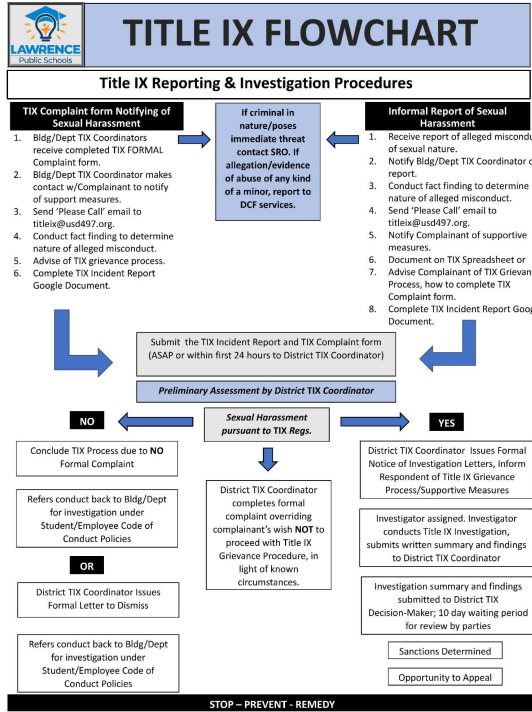 LAWRENCE
Public Schools
TITLE IX FLOWCHART
Title IX Reporting & Investigation Procedures
TIX Complaint form Notifying of
Sexual Harassment
1. Bldg/Dept TIX Coordinators
receive completed TIX FORMAL
Complaint form.
2. Bldg/Dept TIX Coordinator makes
contact w/Complainant to notify
of support measures.
3. Send 'Please Call' email to
titleix@usd497.org.
4. Conduct fact finding to determine
nature of alleged misconduct.
5. Advise of TIX grievance process.
6. Complete TIX Incident Report
Google Document.
If criminal in
nature/poses
immediate threat
contact SRO. If
allegation/evidence
of abuse of any kind
of a minor, report to
DCF services.
Informal Report of Sexual
Harassment
1. Receive report of alleged miscondu
of sexual nature.
2. Notify Bldg/Dept TIX Coordinator o
report.
3. Conduct fact finding to determine
nature of alleged misconduct.
4. Send 'Please Call' email to
titleix@usd497.org.
5. Notify Complainant of supportive
measures.
6. Document on TIX Spreadsheet or
7. Advise Complainant of TIX Grievan
Process, how to complete TIX
Complaint form.
8. Complete TIX Incident Report Goog
Document.
Submit the TIX Incident Report and TIX Complaint form
(ASAP or within first 24 hours to District TIX Coordinator)
Preliminary Assessment by District TIX Coordinator
NO
Sexual Harassment
pursuant to TIX Regs.
YES
Conclude TIX Process due to NO
Formal Complaint
Refers conduct back to Bldg/Dept
for investigation under
Student/Employee Code of
Conduct Policies
OR
District TIX Coordinator Issues
Formal Letter to Dismiss
Refers conduct back to Bldg/Dept
for investigation under
Student/Employee Code of
Conduct Policies
District TIX Coordinator
completes formal
complaint overriding
complainant's wish NOT to
proceed with Title IX
Grievance Procedure, in
light of known
circumstances.
District TIX Coordinator Issues Formal
Notice of Investigation Letters, Inform
Respondent of Title IX Grievance
Process/Supportive Measures
Investigator assigned. Investigator
conducts Title IX Investigation,
submits written summary and findings
to District TIX Coordinator
Investigation summary and findings
submitted to District TIX
Decision-Maker; 10 day waiting period
for review by parties
Sanctions Determined
Opportunity to Appeal
STOP – PREVENT - REMEDY